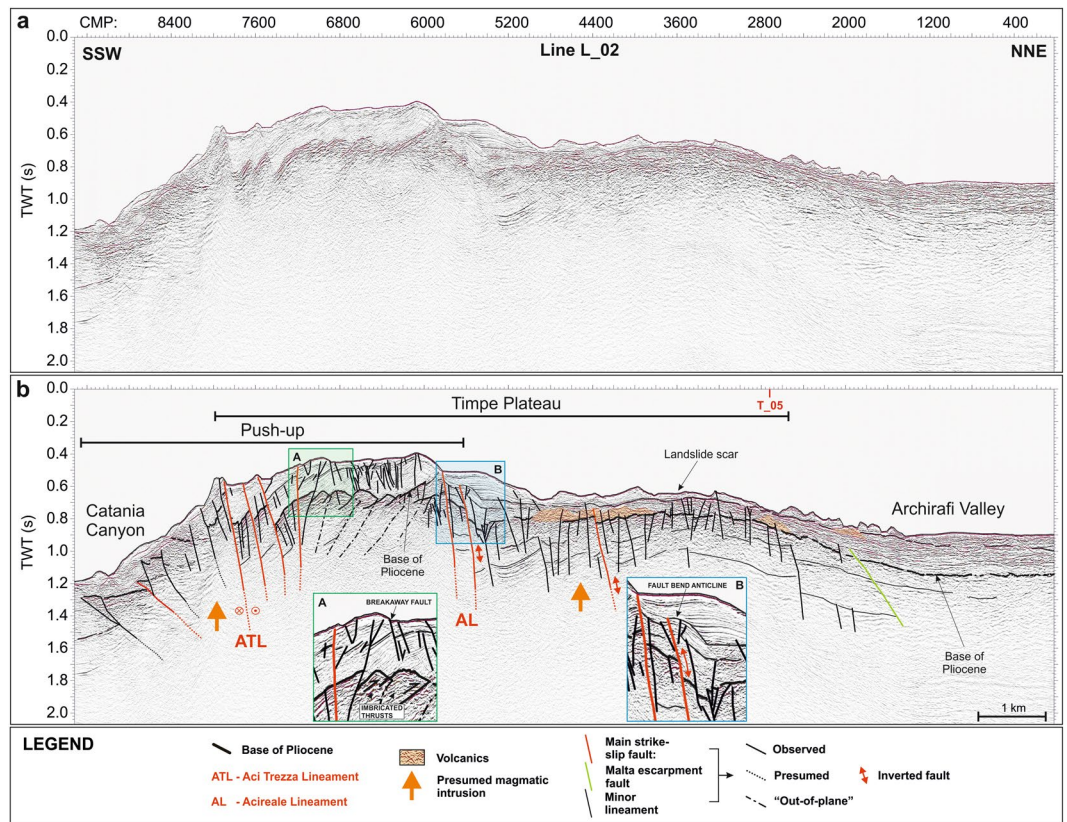 a
CMP: 8400 7600 6800 6000 5200 4400 3600 2800 2000 1200 400
0.0
SSW
Line L_02
NNE
0.2
0.4
0.6
0.8
TWT (s)
1.0
1.2
1.4
1.6
1.8
2.0
b
0.0
Timpe Plateau
T_05
0.2
Push-up
0.4
A
B
Landslide scar
0.6
Catania
Canyon
Archirafi Valley
0.8
TWT (s)
Base of
Pliocene
1.0
1.2
A
BREAKAWAY FAULT
FAULT BEND ANTICLINE
B
1.4
ATL
AL
1.6
Base of
Pliocene
1.8
IMBRICATED
THRUSTS
1 km
2.0
LEGEND
Base of Pliocene
ATL - Aci Trezza Lineament
AL - Acireale Lineament
Volcanics
Presumed magmatic
intrusion
Main strike-
slip fault:
Malta escarpment
fault
Minor
lineament
Observed
Presumed
"Out-of-plane"
Inverted fault